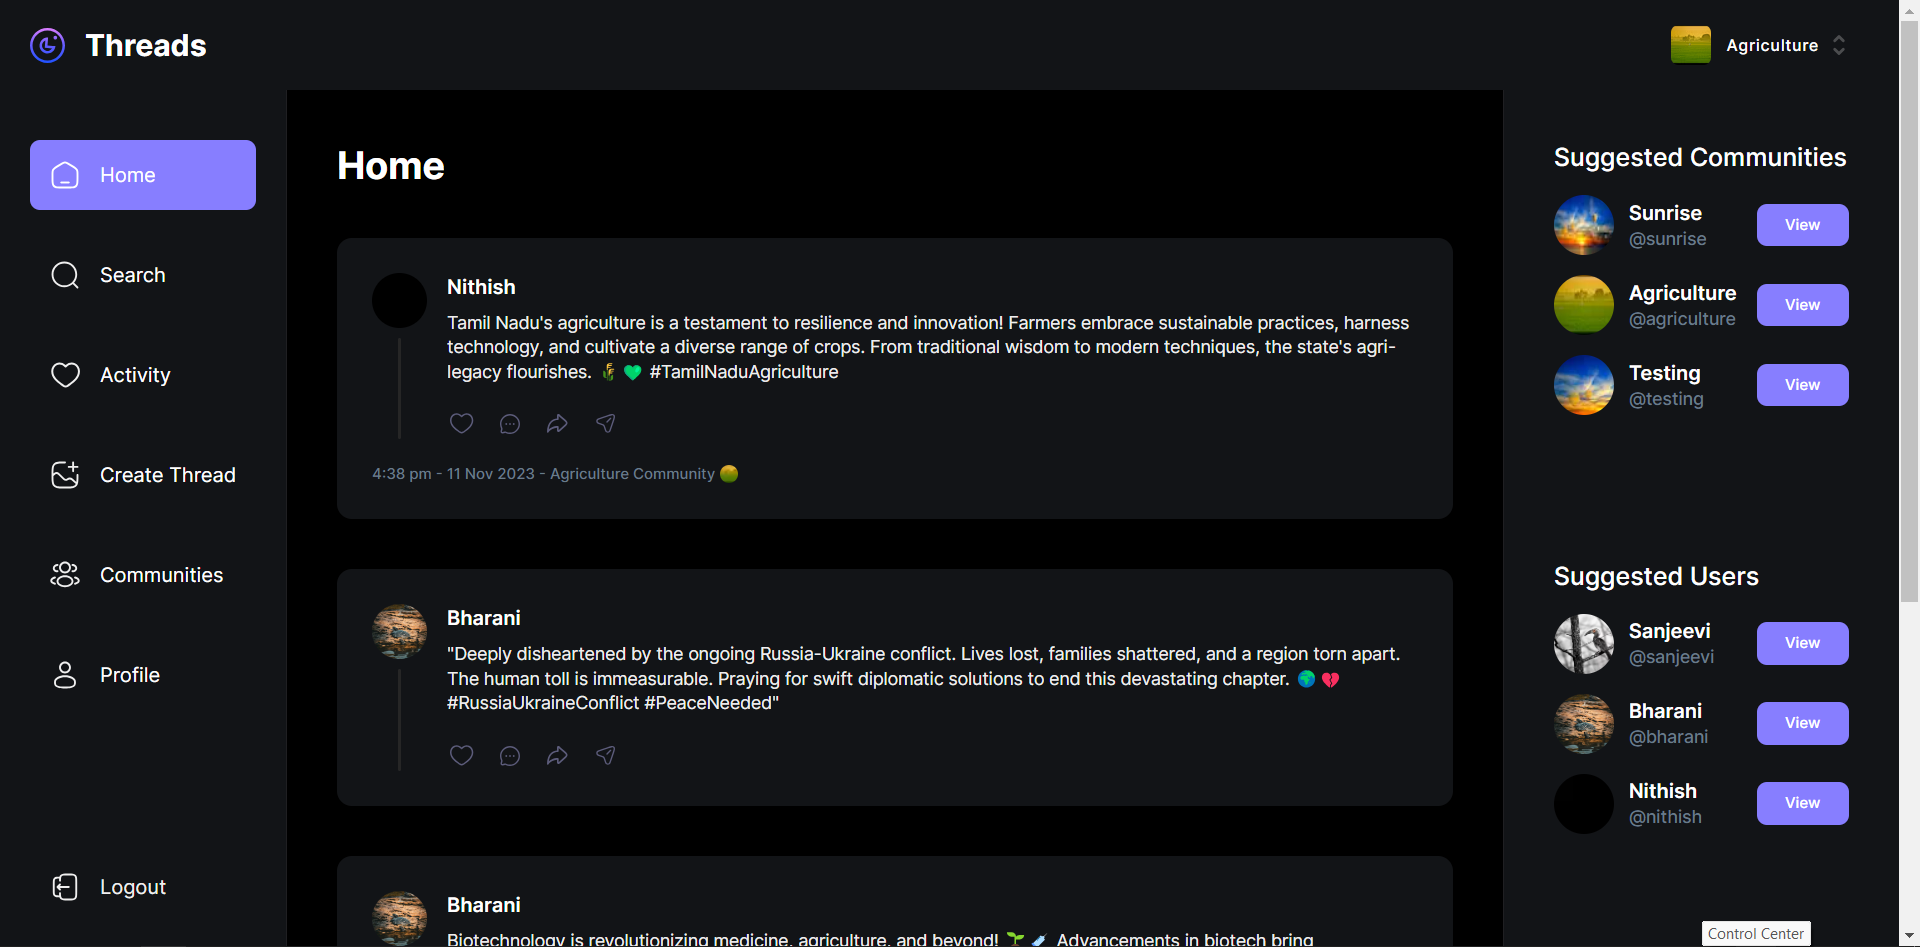 Threads
Agriculture
Home
Search
Activity
Create Thread
Communities
Profile
Logout
Home
Nithish
Tamil Nadu's agriculture is a testament to resilience and innovation! Farmers embrace sustainable practices, harness
technology, and cultivate a diverse range of crops. From traditional wisdom to modern techniques, the state's agri-
legacy flourishes. 🌾💚 #TamilNaduAgriculture
4:38 pm - 11 Nov 2023 - Agriculture Community
Bharani
"Deeply disheartened by the ongoing Russia-Ukraine conflict. Lives lost, families shattered, and a region torn apart.
The human toll is immeasurable. Praying for swift diplomatic solutions to end this devastating chapter. 🌍💔
#RussiaUkraineConflict #PeaceNeeded"
Bharani
Biotechnology is revolutionizing medicine, agriculture, and beyond! 🌱💉 Advancements in biotech bring
Suggested Communities
Sunrise
@sunrise
View
Agriculture
@agriculture
View
Testing
@testing
View
Suggested Users
Sanjeevi
@sanjeevi
View
Bharani
@bharani
View
Nithish
@nithish
View
Control Center